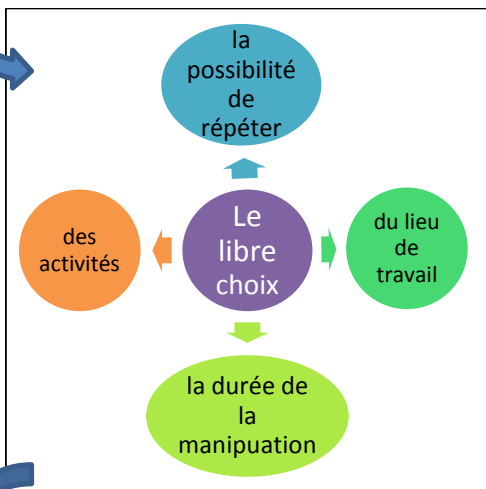 la
possibilité
de
répéter
des
activités
Le
libre
choix
du lieu
de
travail
la durée de
la
manipuation